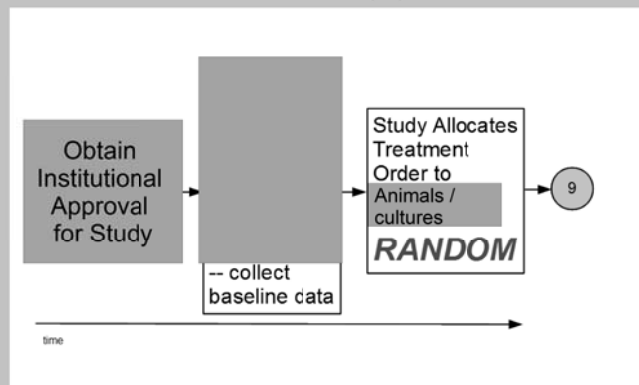 Obtain
Institutional
Approval
for Study
-- collect
baseline data
Study Allocates
Treatment
Order to
Animals /
cultures
RANDOM
9
time